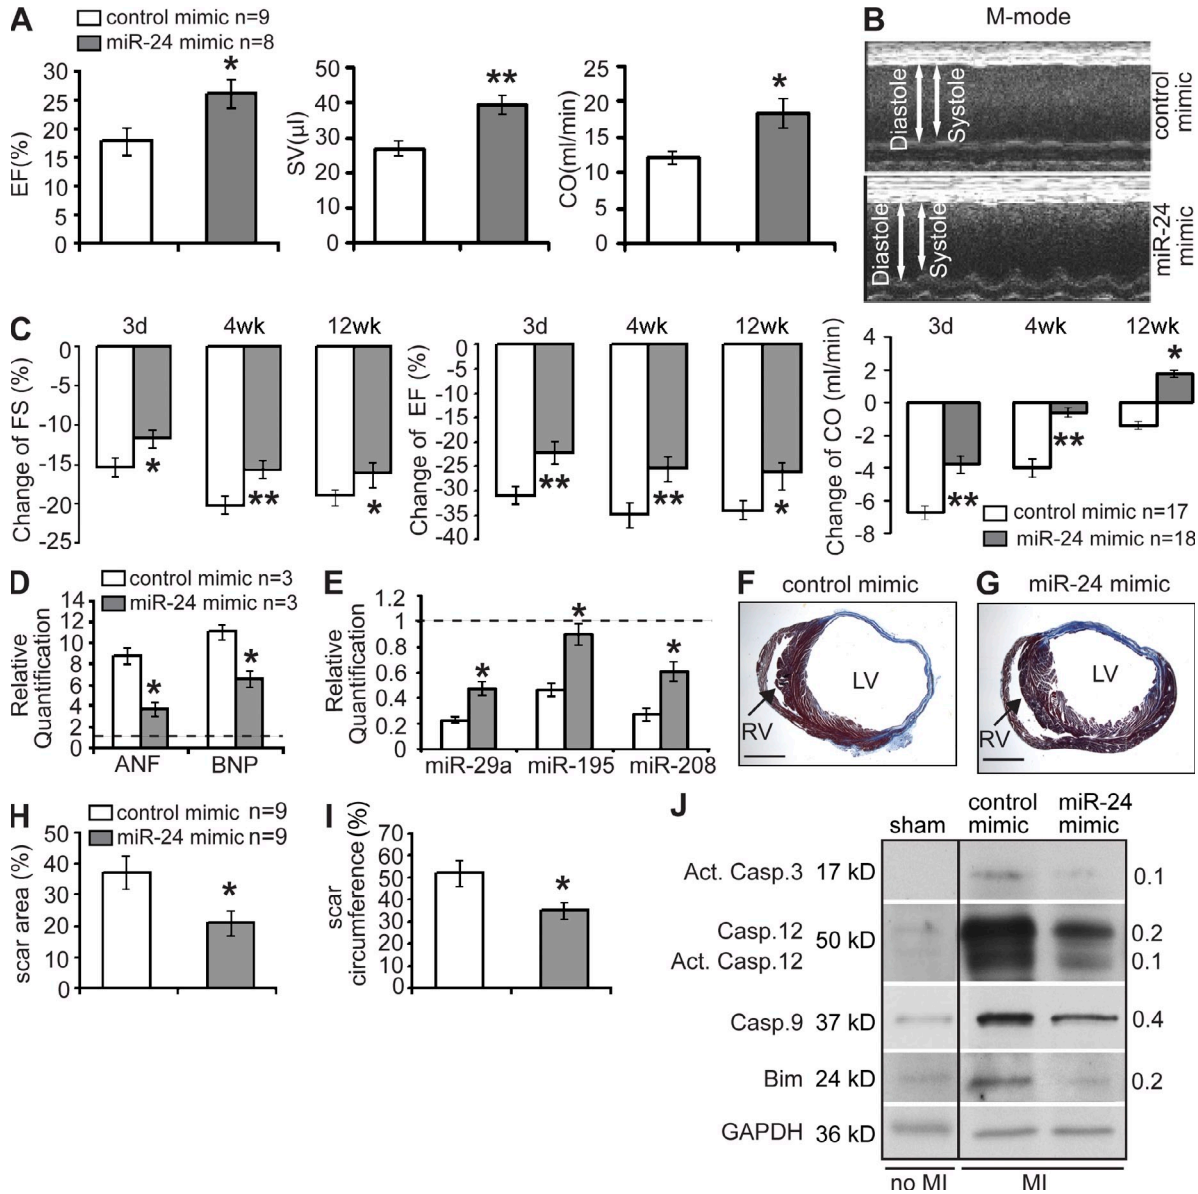 A
control mimic n=9
miR-24 mimic n=8
EF(%)
30
25
20
15
10
5
0
*
SV(µl)
50
40
30
20
10
0
**
CO(ml/min)
25
20
15
10
5
0
*
B
M-mode
Diastole
Systole
control
mimic
Diastole
Systole
miR-24
mimic
C
3d 4wk 12wk
Change of FS (%)
0
-5
-10
-15
-20
-25
* ** *
3d 4wk 12wk
Change of EF (%)
0
-5
-10
-15
-20
-25
-30
-35
-40
** ** *
3d 4wk 12wk
Change of CO (ml/min)
4
2
0
-2
-4
-6
-8
** ** *
control mimic n=17
miR-24 mimic n=18
D
control mimic n=3
miR-24 mimic n=3
Relative
Quantification
14
12
10
8
6
4
2
0
* *
ANF BNP
E
Relative
Quantification
1.2
1
0.8
0.6
0.4
0.2
0
* * *
miR-29a miR-195 miR-208
F
control mimic
LV
RV
G
miR-24 mimic
LV
RV
H
control mimic n=9
miR-24 mimic n=9
scar area (%)
50
40
30
20
10
0
*
I
scar
circumference (%)
70
60
50
40
30
20
10
0
*
J
sham
control
mimic
miR-24
mimic
Act. Casp.3 17 kD 0.1
Casp.12 0.2
50 kD
Act. Casp.12 0.1
Casp.9 37 kD 0.4
Bim 24 kD 0.2
GAPDH 36 kD
no MI MI